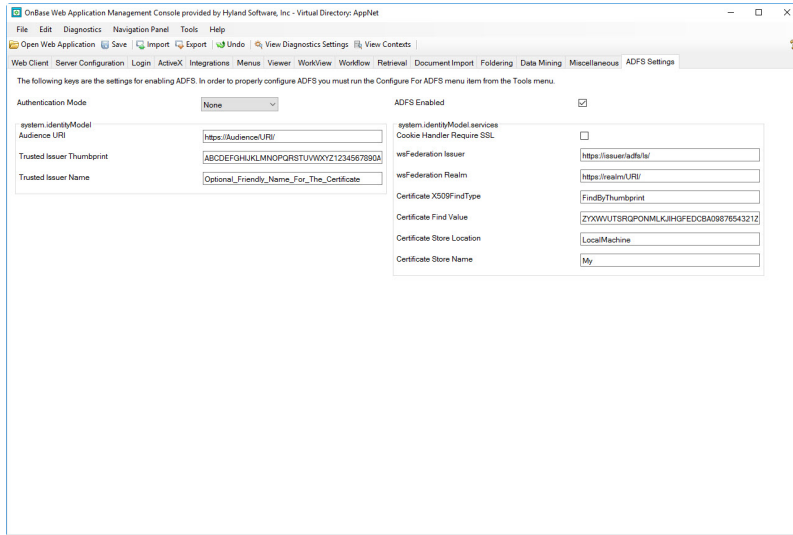 OnBase Web Application Management Console provided by Hyland Software, Inc - Virtual Directory: AppNet
File Edit Diagnostics Navigation Panel Tools Help
Open Web Application Save Import Export Undo View Diagnostics Settings View Contexts
Web Client Server Configuration Login ActiveX Integrations Menus Viewer WorkView Workflow Retrieval Document Import Foldering Data Mining Miscellaneous ADFS Settings
The following keys are the settings for enabling ADFS. In order to properly configure ADFS you must run the Configure For ADFS menu item from the Tools menu.
Authentication Mode None
ADFS Enabled
system.identityModel
Audience URI https://Audience/URI/
Trusted Issuer Thumbprint ABCDEFGHIJKLMNOPQRSTUVWXYZ1234567890A
Trusted Issuer Name Optional_Friendly_Name_For_The_Certificate
system.identityModel.services
Cookie Handler Require SSL
wsFederation Issuer https://issuer/adfs/ls/
wsFederation Realm https://realm/URI/
Certificate X509FindType FindByThumbprint
Certificate Find Value ZYXWVUTSRQPONMLKJIHGFEDCBA0987654321Z
Certificate Store Location LocalMachine
Certificate Store Name My